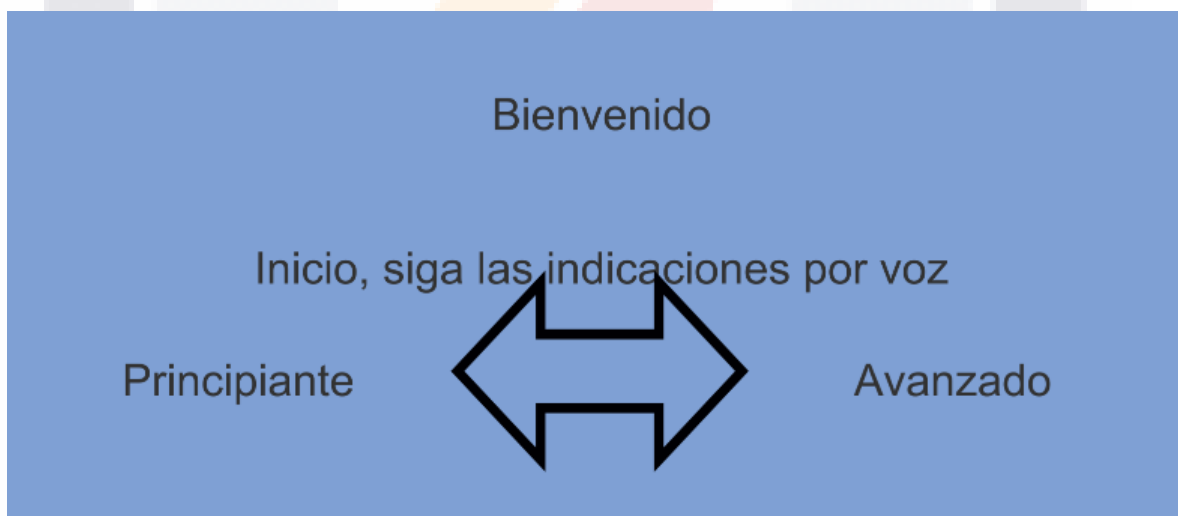 Bienvenido
Inicio, siga las indicaciones por voz
Principiante
Avanzado